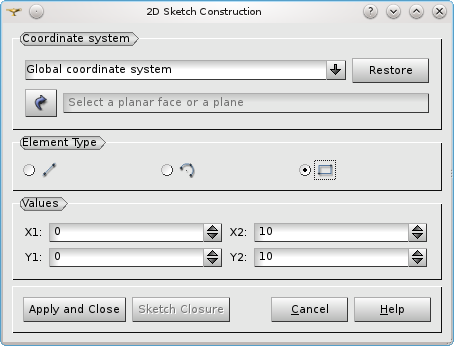 2D Sketch Construction
Coordinate system
Global coordinate system
Restore
Select a planar face or a plane
Element Type
Values
X1: 0 X2: 10
Y1: 0 Y2: 10
Apply and Close Sketch Closure Cancel Help